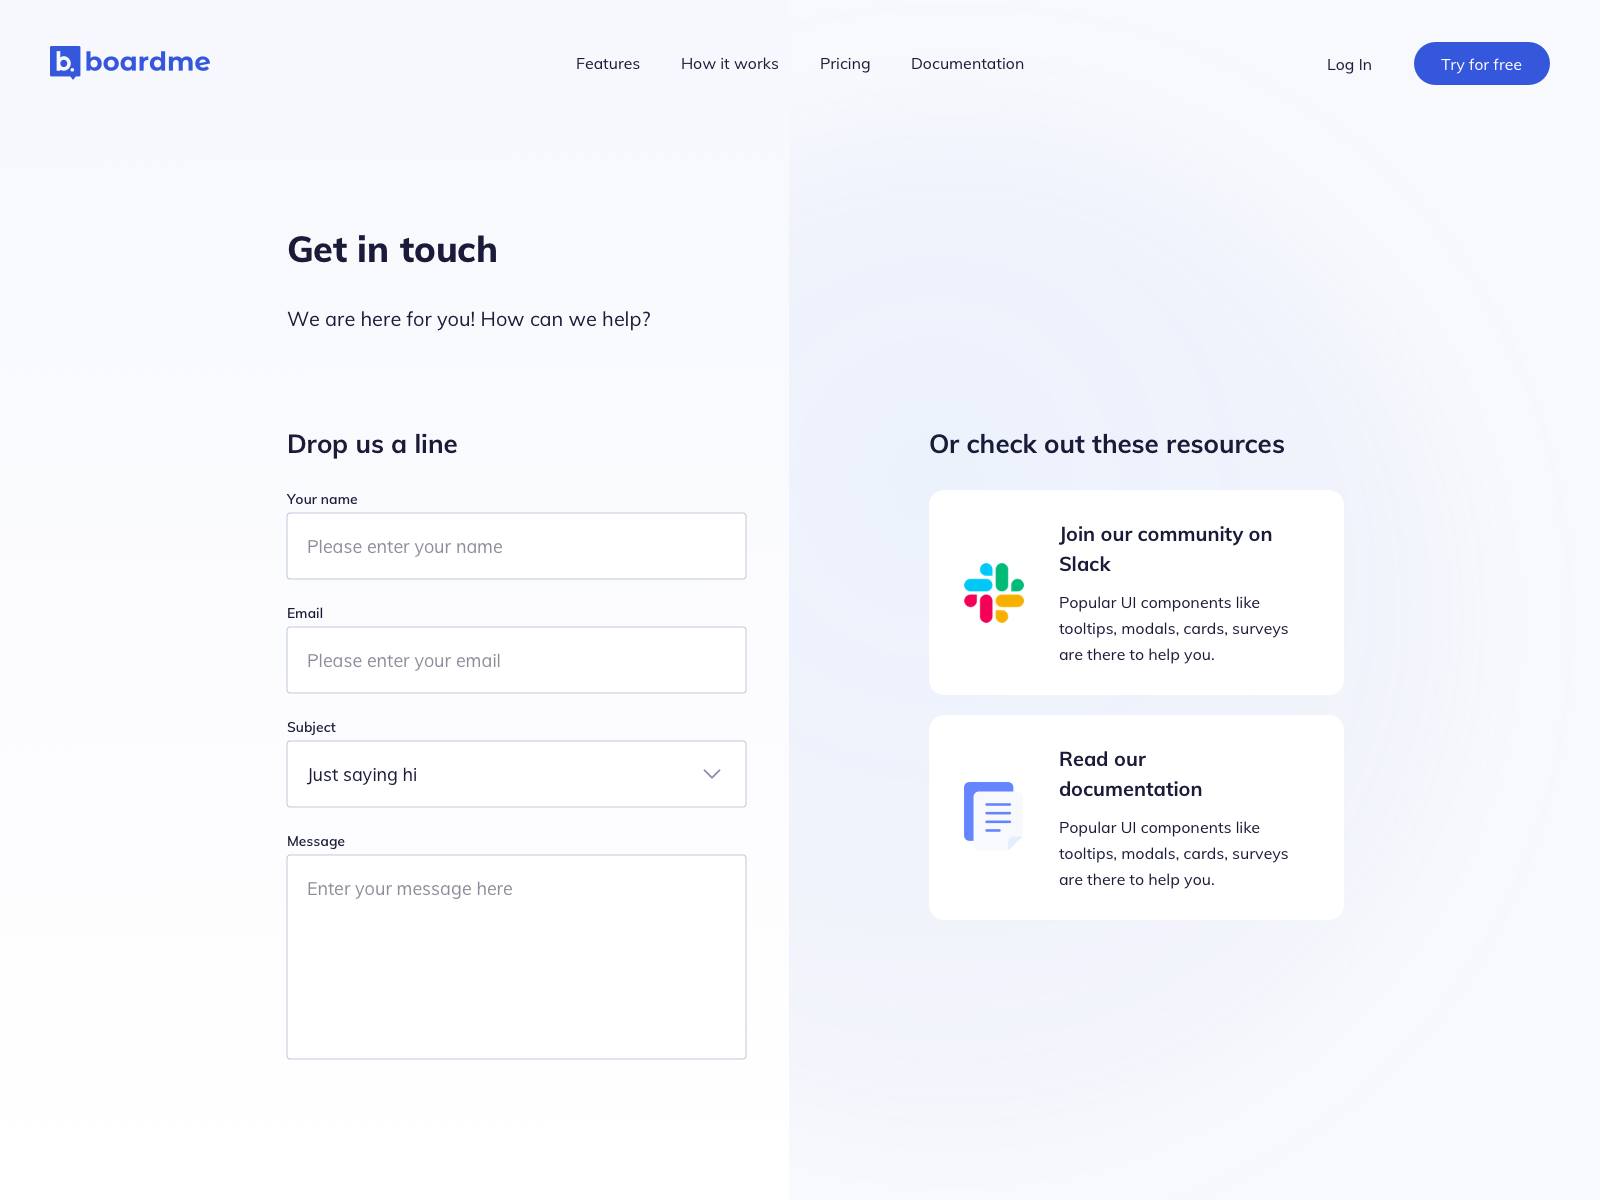 b. boardme
Features
How it works
Pricing
Documentation
Log In
Try for free
Get in touch
We are here for you! How can we help?
Drop us a line
Your name
Please enter your name
Email
Please enter your email
Subject
Just saying hi
Message
Enter your message here
Or check out these resources
Join our community on
Slack
Popular UI components like
tooltips, modals, cards, surveys
are there to help you.
Read our
documentation
Popular UI components like
tooltips, modals, cards, surveys
are there to help you.